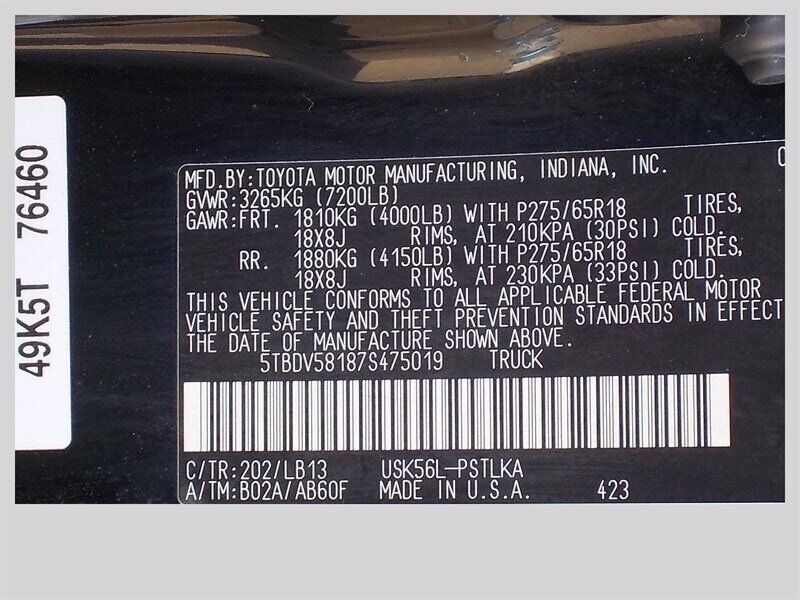 49K5T 76460
MFD.BY:TOYOTA MOTOR MANUFACTURING, INDIANA, INC.
GVWR:3265KG (7200LB)
GAWR:FRT. 1810KG (4000LB) WITH P275/65R18 TIRES,
18X8J RIMS, AT 210KPA (30PSI) COLD.
RR. 1880KG (4150LB) WITH P275/65R18 TIRES,
18X8J RIMS, AT 230KPA (33PSI) COLD.
THIS VEHICLE CONFORMS TO ALL APPLICABLE FEDERAL MOTOR
VEHICLE SAFETY AND THEFT PREVENTION STANDARDS IN EFFECT
THE DATE OF MANUFACTURE SHOWN ABOVE.
5TBDV58187S475019 TRUCK
C/TR:202/LB13 USK56L-PSTLKA
A/TM:B02A/AB60F MADE IN U.S.A. 423